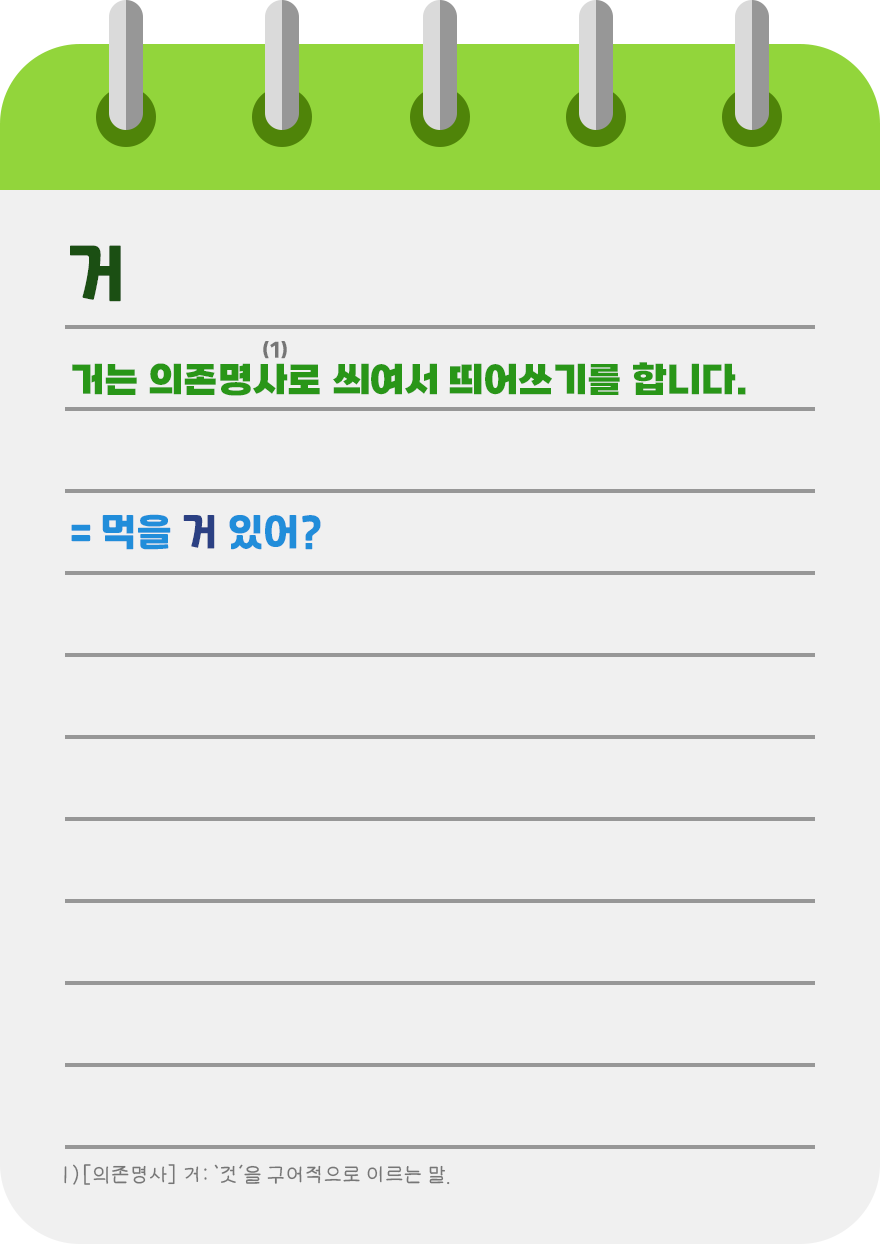 거
(1)
거는 의존명사로 씌여서 띄어쓰기를 합니다.
= 먹을 거 있어?
1) [의존명사] 거: '것'을 구어적으로 이르는 말.